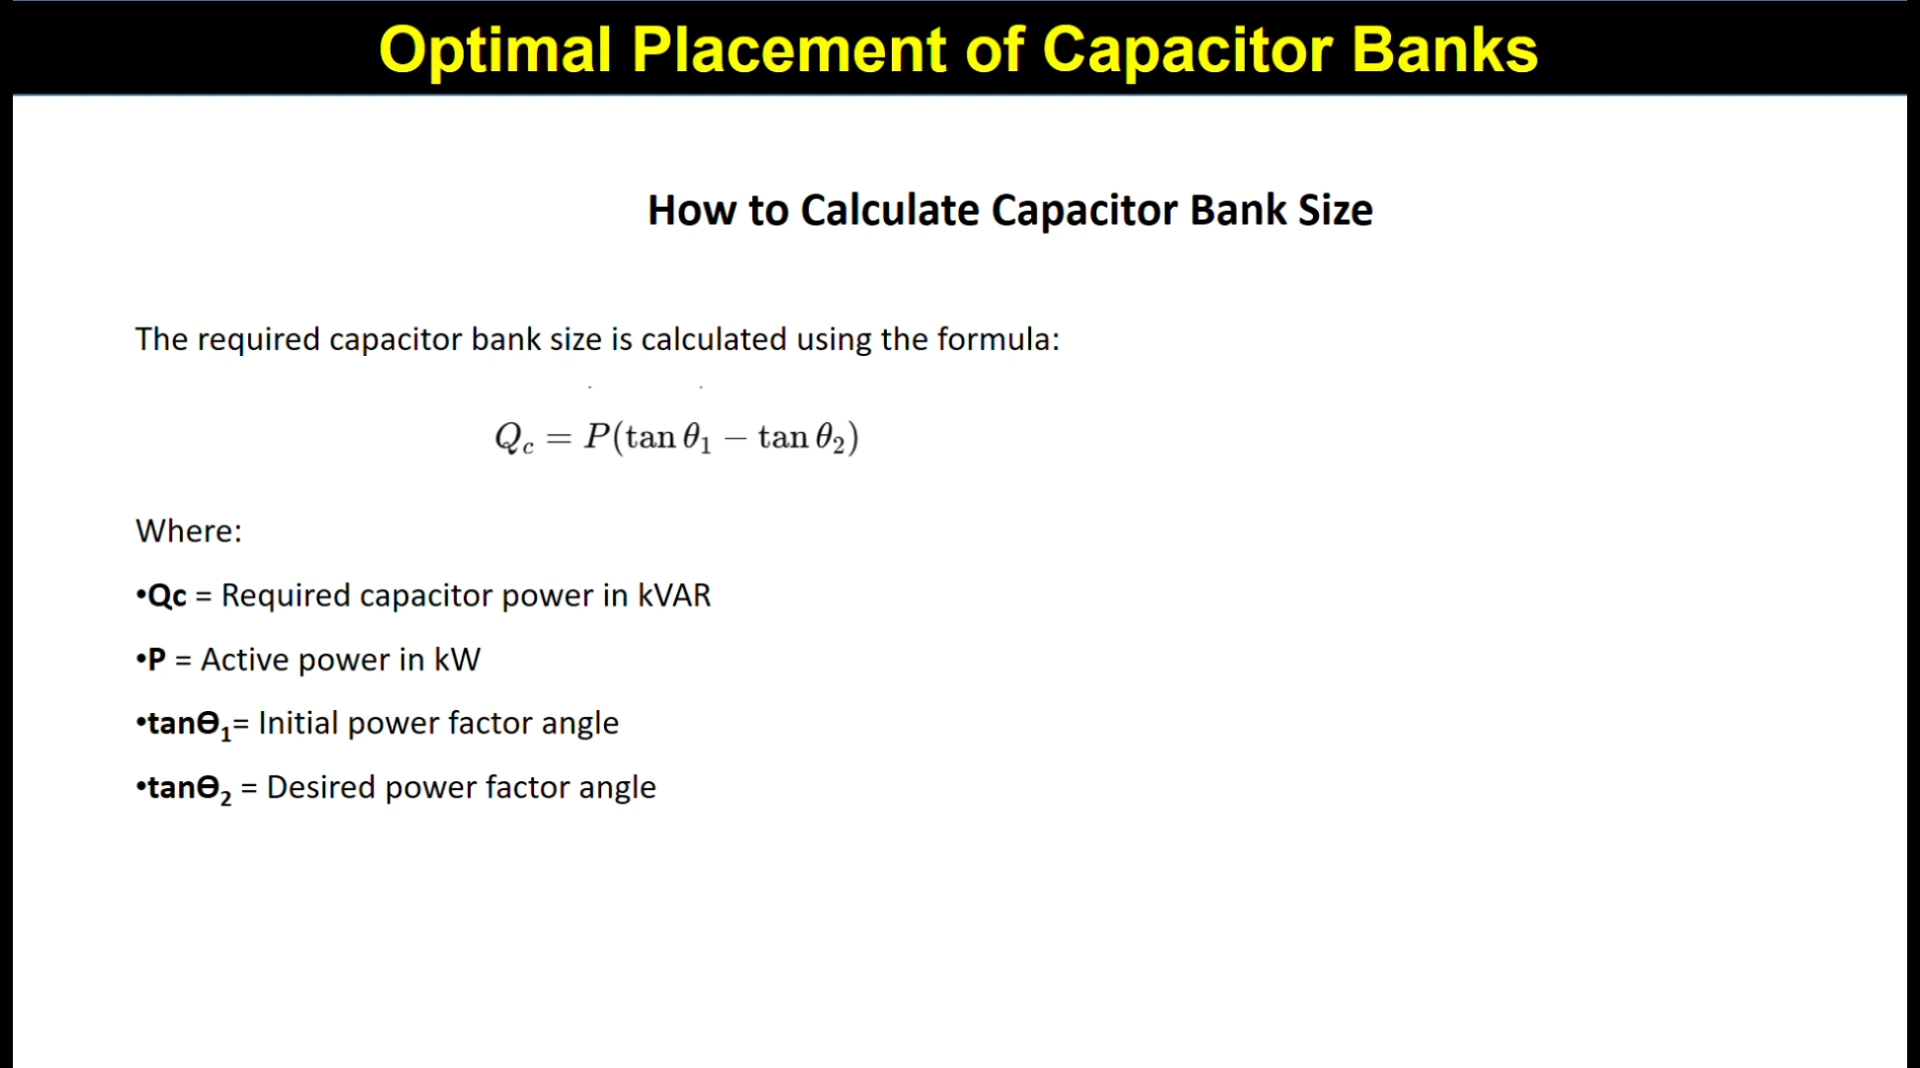 Optimal Placement of Capacitor Banks
How to Calculate Capacitor Bank Size
The required capacitor bank size is calculated using the formula:
Q_c = P(tan θ_1 − tan θ_2)
Where:
•Qc = Required capacitor power in kVAR
•P = Active power in kW
•tanΘ₁= Initial power factor angle
•tanΘ₂ = Desired power factor angle